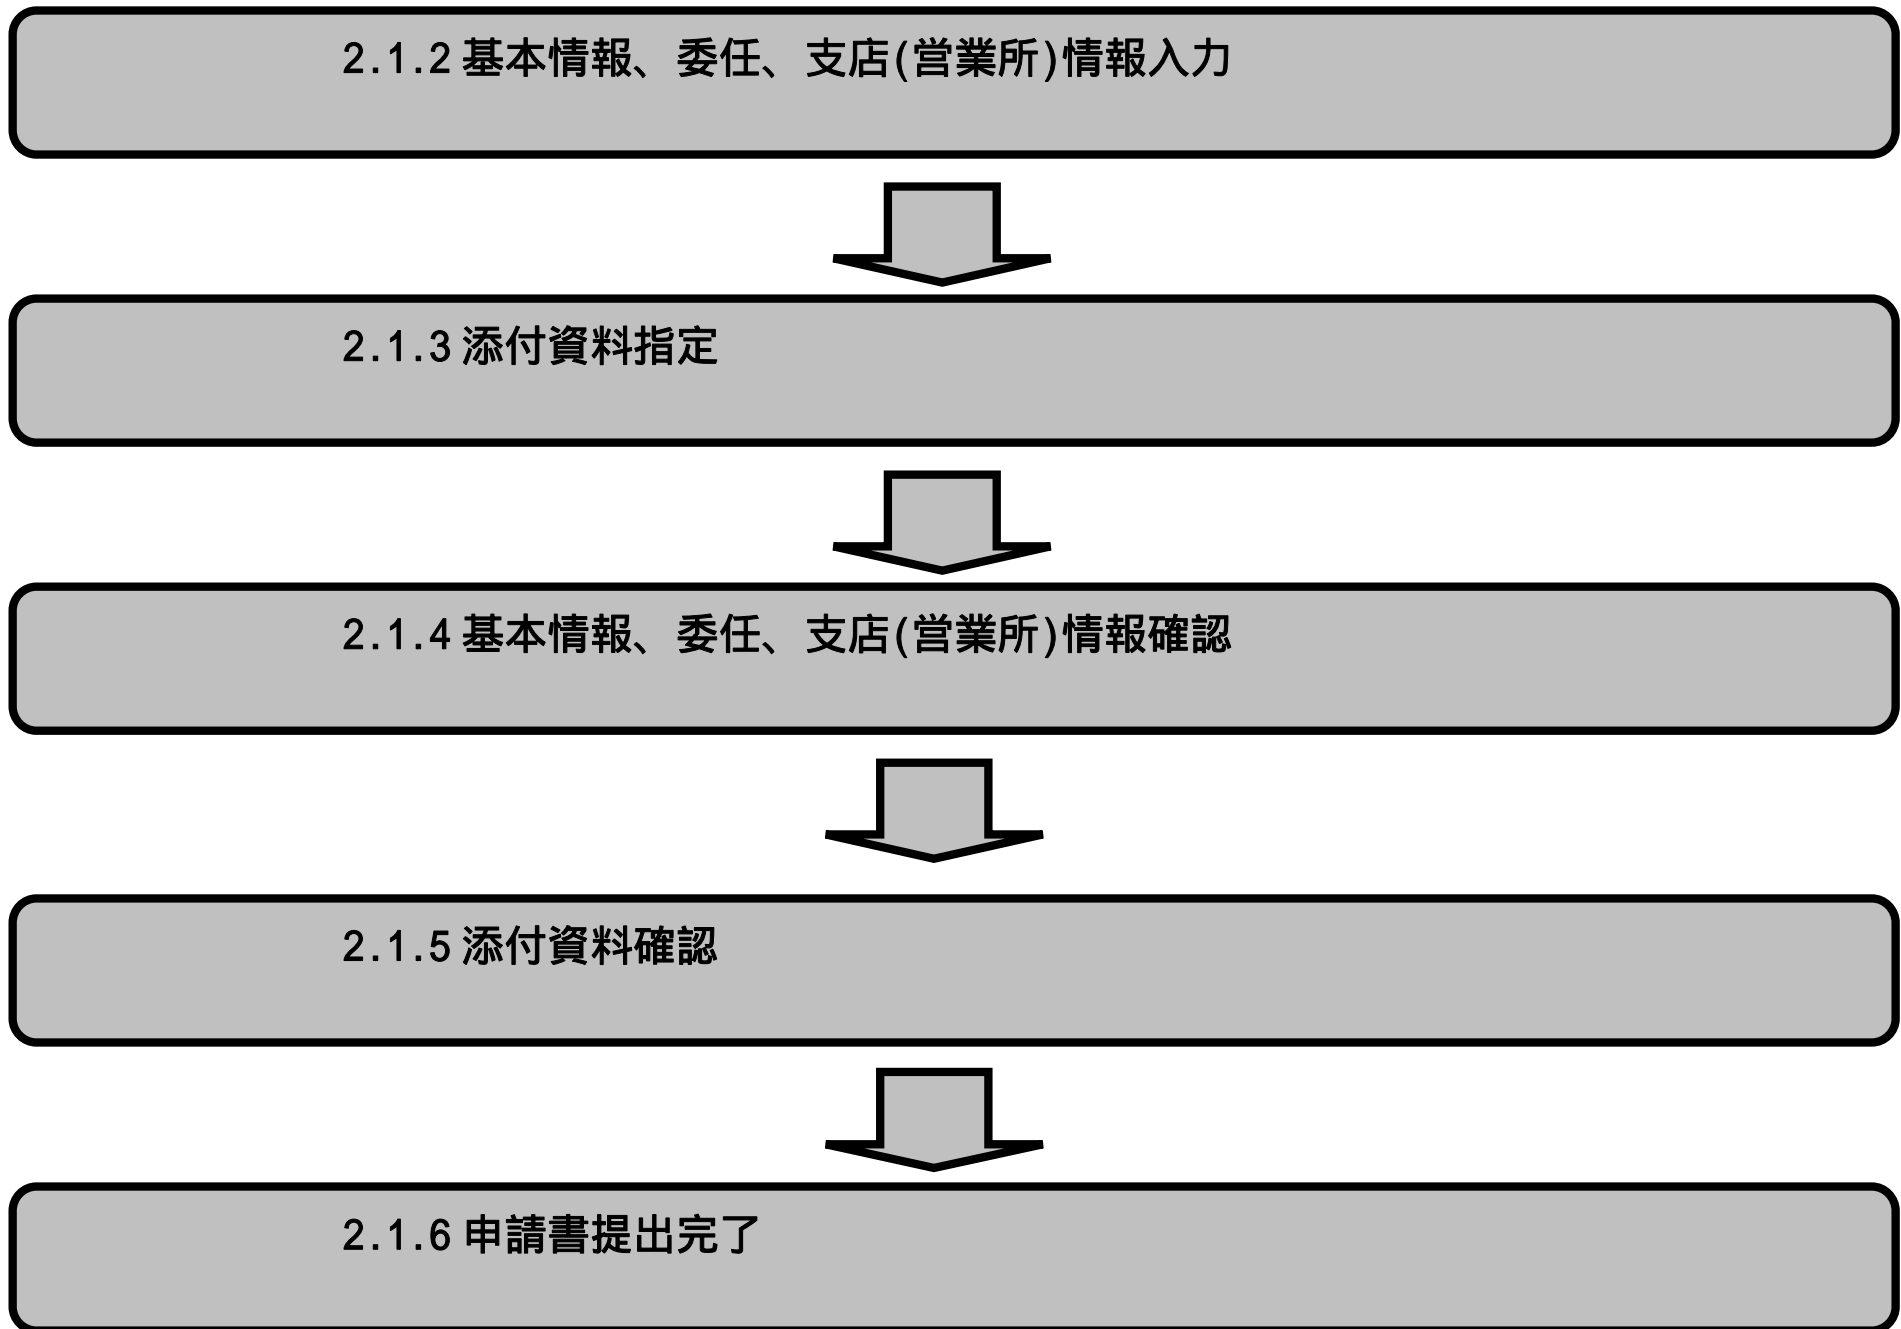 2.1.2 基本情報、委任、支店(営業所)情報入力
2.1.3 添付資料指定
2.1.4 基本情報、委任、支店(営業所)情報確認
2.1.5 添付資料確認
2.1.6 申請書提出完了